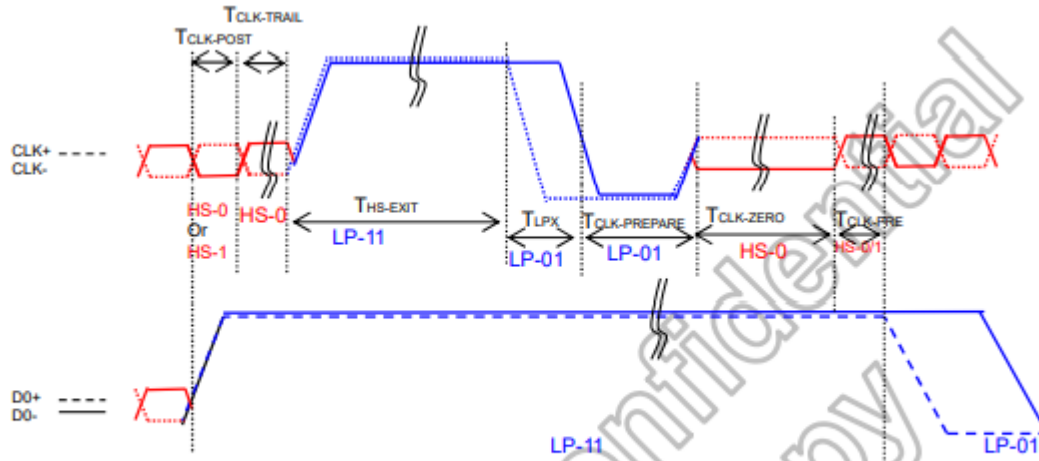 TCLK-TRAIL
TCLK-POST
CLK+
CLK-
HS-0
Or
HS-1
HS-0
THS-EXIT
LP-11
TLPX
LP-01
TCLK-PREPARE
LP-01
TCLK-ZERO
HS-0
TCLK-PRE
HS-0/1
D0+
D0-
LP-11
LP-01